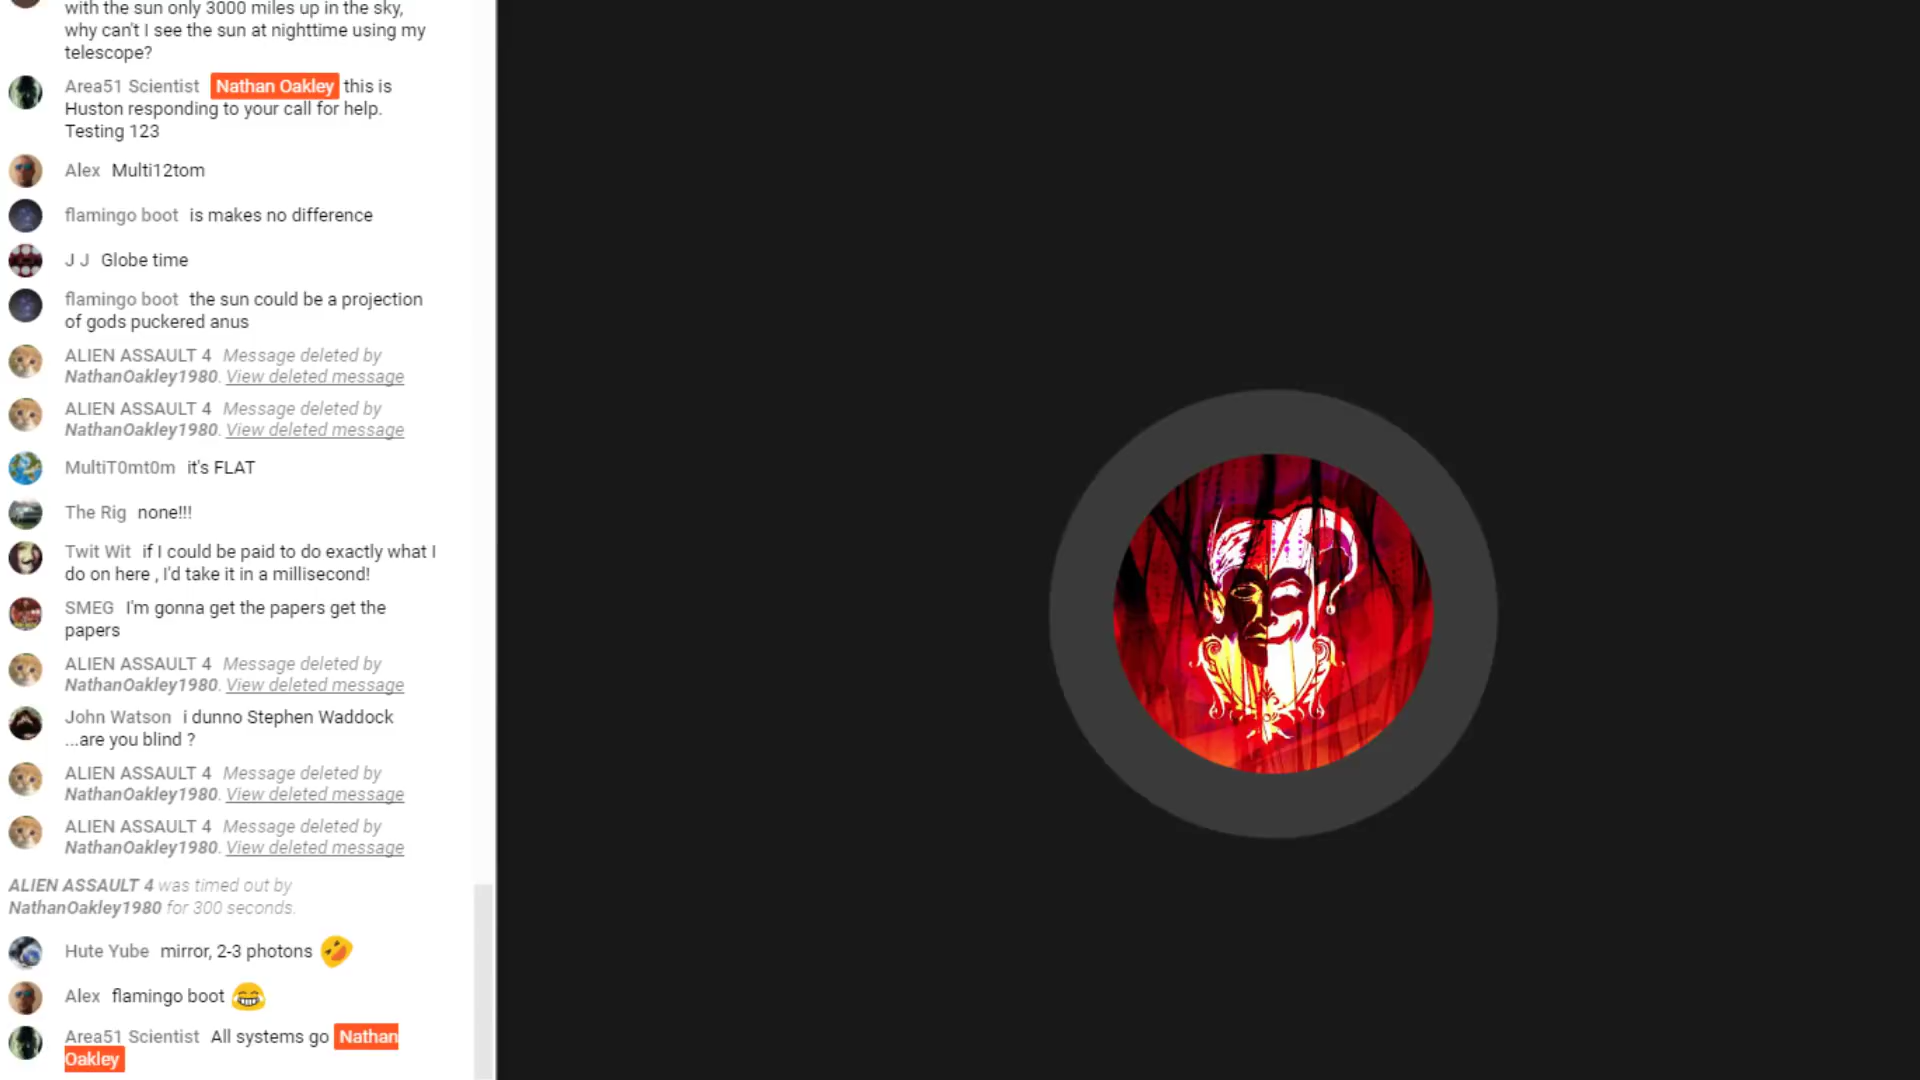 with the sun only 3000 miles up in the sky,
why can't I see the sun at nighttime using my
telescope?
Area51 Scientist Nathan Oakley this is
Huston responding to your call for help.
Testing 123
Alex Multi12tom
flamingo boot is makes no difference
J J Globe time
flamingo boot the sun could be a projection
of gods puckered anus
ALIEN ASSAULT 4 Message deleted by
NathanOakley1980. View deleted message
ALIEN ASSAULT 4 Message deleted by
NathanOakley1980. View deleted message
MultiT0mt0m it's FLAT
The Rig none!!!
Twit Wit if I could be paid to do exactly what I
do on here , I'd take it in a millisecond!
SMEG I'm gonna get the papers get the
papers
ALIEN ASSAULT 4 Message deleted by
NathanOakley1980. View deleted message
John Watson i dunno Stephen Waddock
...are you blind ?
ALIEN ASSAULT 4 Message deleted by
NathanOakley1980. View deleted message
ALIEN ASSAULT 4 Message deleted by
NathanOakley1980. View deleted message
ALIEN ASSAULT 4 was timed out by
NathanOakley1980 for 300 seconds.
Hute Yube mirror, 2-3 photons 🤣
Alex flamingo boot 😂
Area51 Scientist All systems go Nathan
Oakley